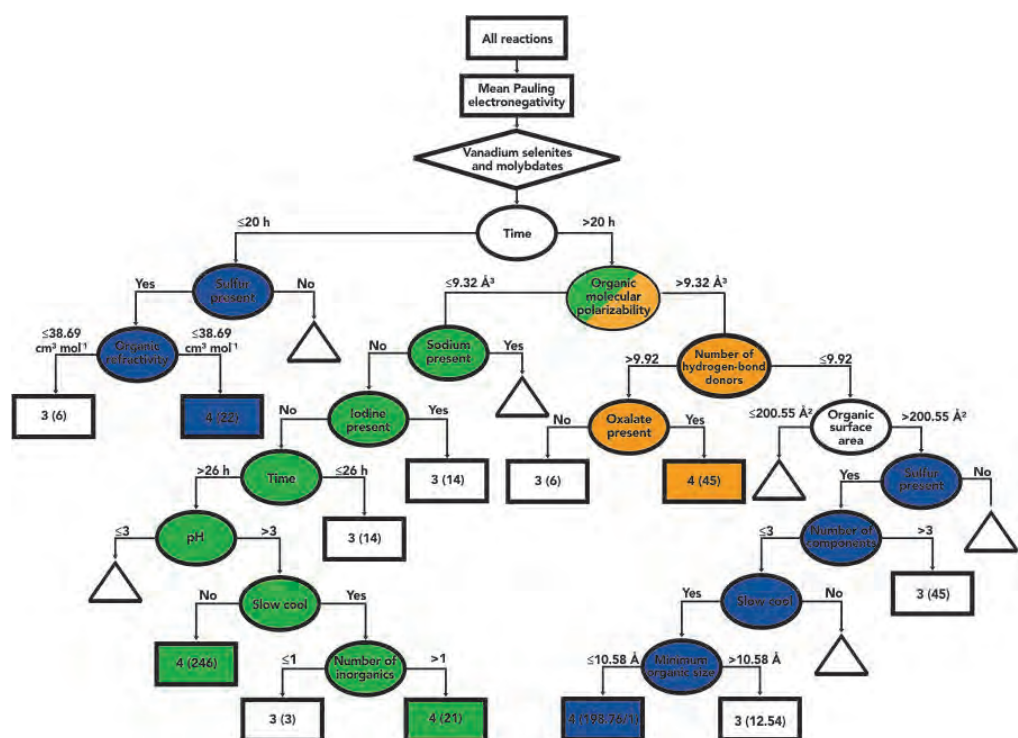 All reactions
Mean Pauling
electronegativity
Vanadium selenites
and molybdates
≤20 h
Time
>20 h
Yes
Sulfur
present
No
≤9.32 Å³
Organic
molecular
polarizability
>9.32 Å³
≤38.69
cm³ mol⁻¹
Organic
refractivity
≤38.69
cm³ mol⁻¹
No
Sodium
present
Yes
>9.92
Number of
hydrogen-bond
donors
≤9.92
3 (6)
4 (22)
No
Iodine
present
Yes
No
Oxalate
present
Yes
≤200.55 Å²
Organic
surface
area
>200.55 Å²
>26 h
Time
≤26 h
3 (14)
3 (6)
4 (45)
Yes
Sulfur
present
No
≤3
pH
>3
3 (14)
≤3
Number of
components
>3
No
Slow cool
Yes
Yes
Slow cool
No
3 (45)
4 (246)
≤1
Number of
inorganics
>1
≤10.58 Å
Minimum
organic size
>10.58 Å
3 (3)
4 (21)
4 (198.76/1)
3 (12.54)